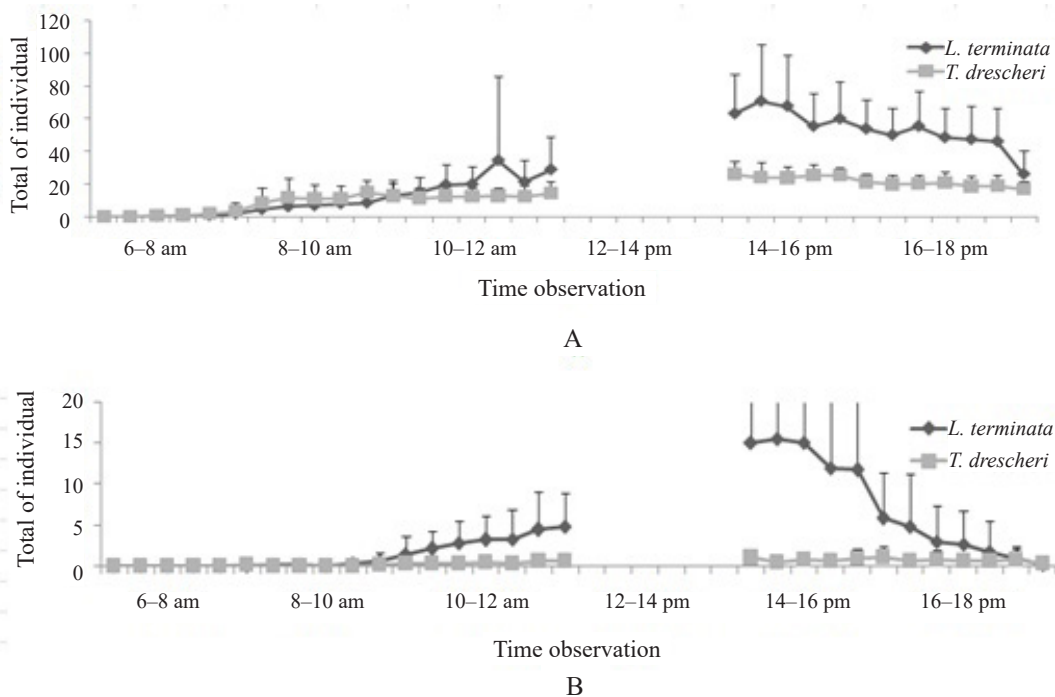 120
100
80
60
40
20
0
Total of individual
L. terminata
T. drescheri
6–8 am 8–10 am 10–12 am 12–14 pm 14–16 pm 16–18 pm
Time observation
A
20
15
10
5
0
Total of individual
L. terminata
T. drescheri
6–8 am 8–10 am 10–12 am 12–14 pm 14–16 pm 16–18 pm
Time observation
B